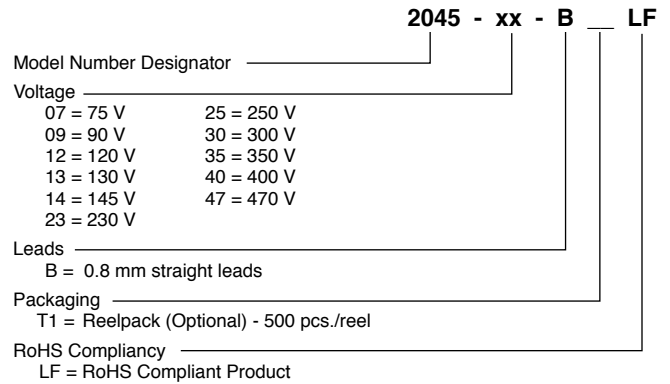 2045 - xx - B __ LF
Model Number Designator
Voltage
07 = 75 V 25 = 250 V
09 = 90 V 30 = 300 V
12 = 120 V 35 = 350 V
13 = 130 V 40 = 400 V
14 = 145 V 47 = 470 V
23 = 230 V
Leads
B = 0.8 mm straight leads
Packaging
T1 = Reelpack (Optional) - 500 pcs./reel
RoHS Compliancy
LF = RoHS Compliant Product